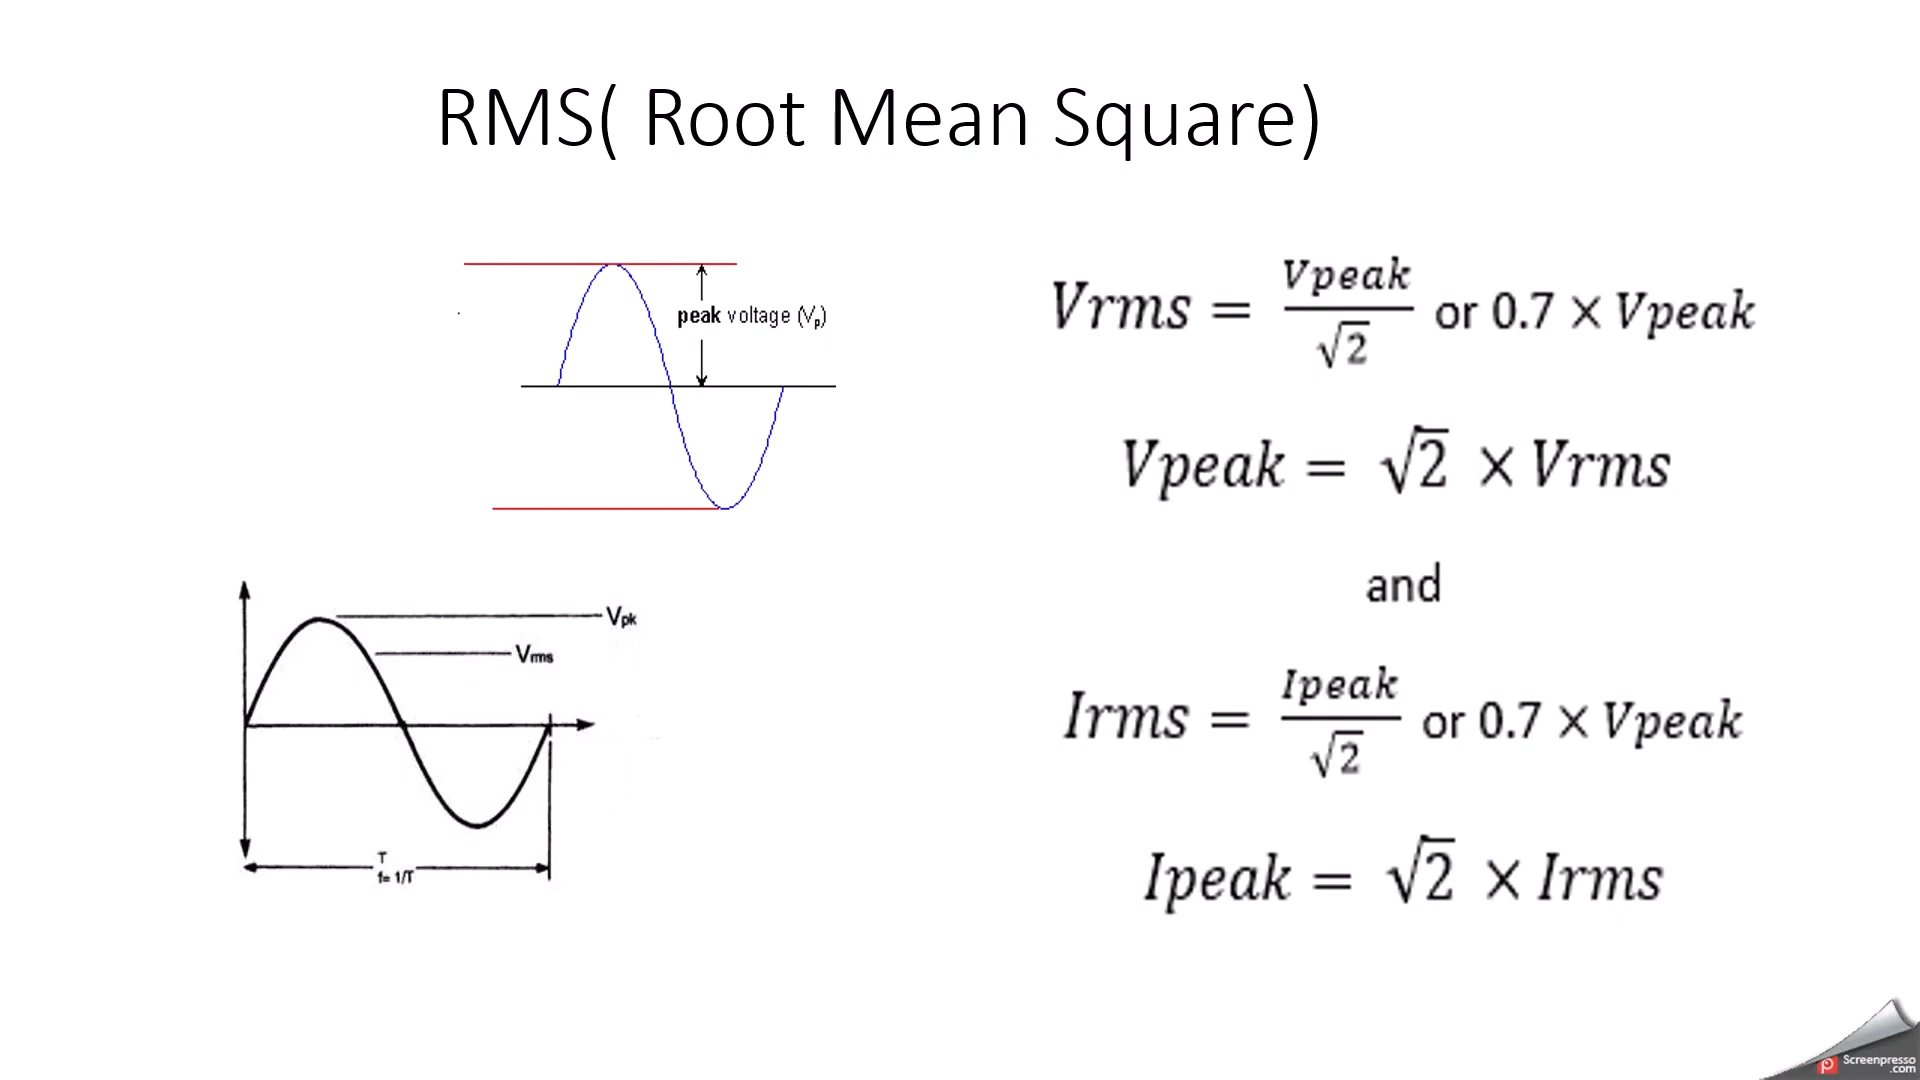 RMS( Root Mean Square)
peak voltage (Vp)
Vpk
Vrms
T
f= 1/T
Vrms = Vpeak/√2 or 0.7 × Vpeak
Vpeak = √2 × Vrms
and
Irms = Ipeak/√2 or 0.7 × Vpeak
Ipeak = √2 × Irms
Screenpresso
.com